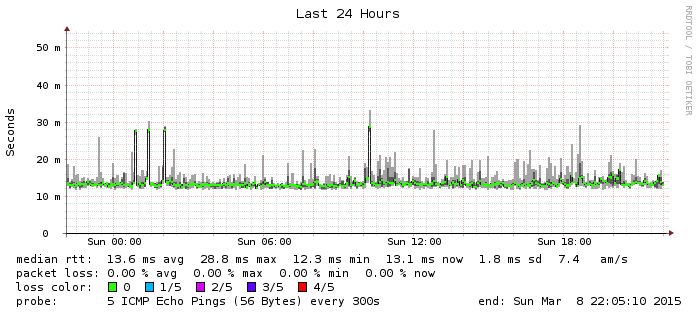 Last 24 Hours
RRDTOOL / TOBI OETIKER
Seconds
50 m
40 m
30 m
20 m
10 m
0
Sun 00:00 Sun 06:00 Sun 12:00 Sun 18:00
median rtt: 13.6 ms avg 28.8 ms max 12.3 ms min 13.1 ms now 1.8 ms sd 7.4 am/s
packet loss: 0.00 % avg 0.00 % max 0.00 % min 0.00 % now
loss color: 0 1/5 2/5 3/5 4/5
probe: 5 ICMP Echo Pings (56 Bytes) every 300s end: Sun Mar 8 22:05:10 2015